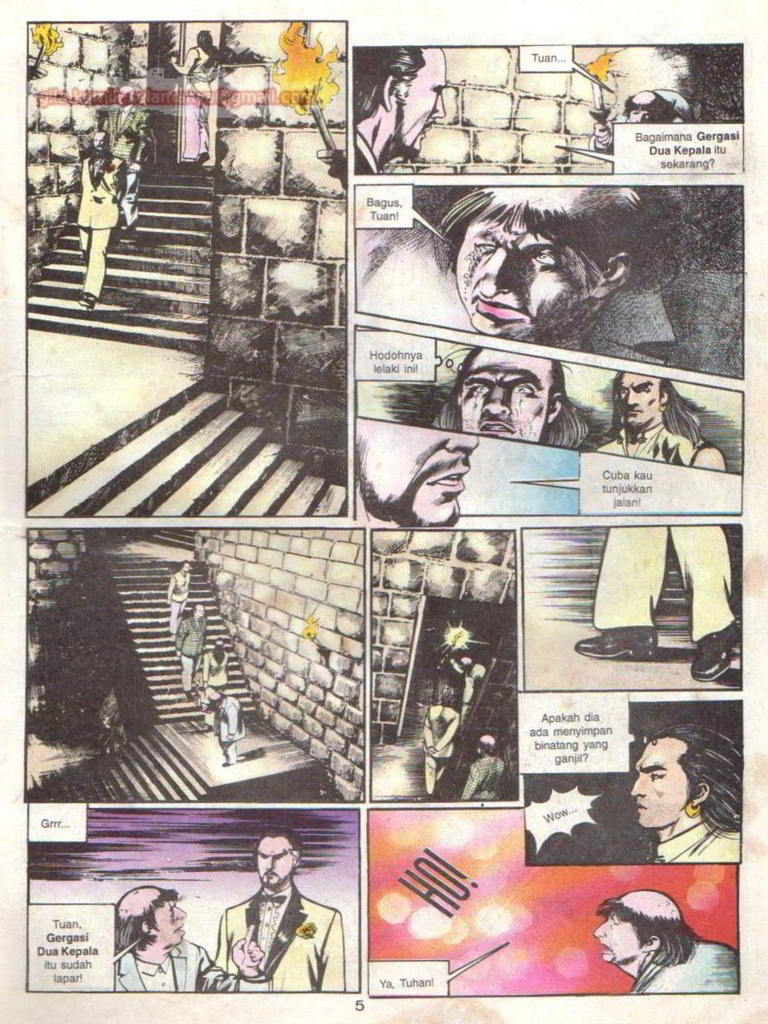 Tuan...
Bagaimana Gergasi
Dua Kepala itu
sekarang?
Bagus,
Tuan!
Hodohnya
lelaki ini!
Cuba kau
tunjukkan
jalan!
Apakah dia
ada menyimpan
binatang yang
ganjil?
Wow...
Grrr...
Tuan,
Gergasi
Dua Kepala
itu sudah
lapar!
HO!
Ya, Tuhan!
5